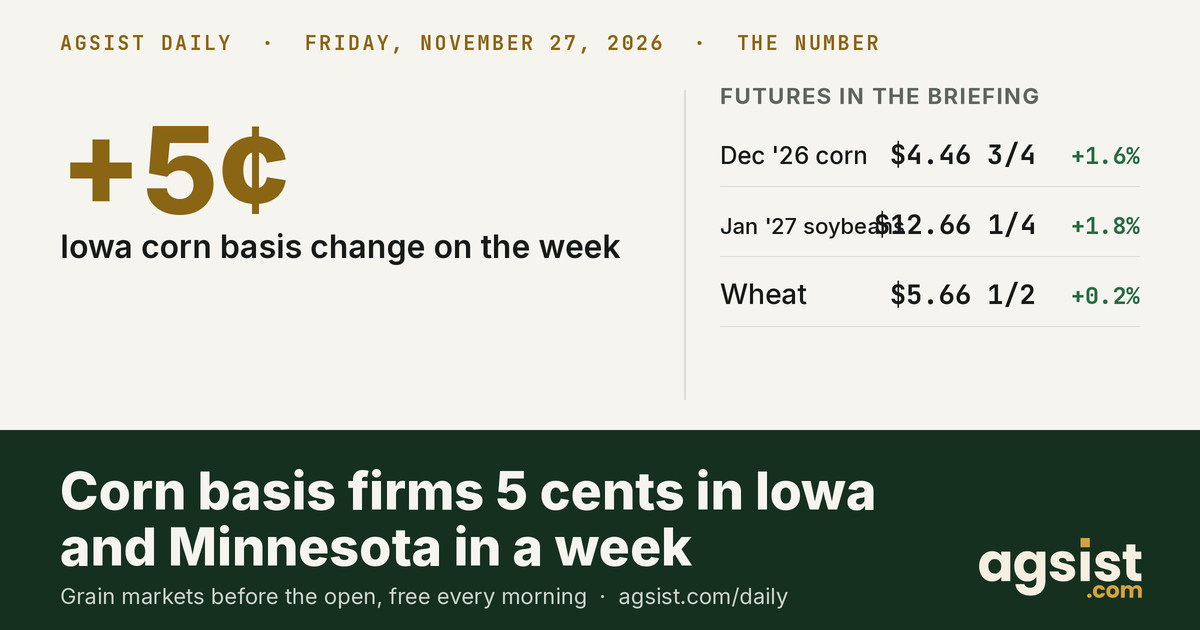 AGSIST DAILY · FRIDAY, NOVEMBER 27, 2026 · THE NUMBER
+5¢
Iowa corn basis change on the week
FUTURES IN THE BRIEFING
Dec '26 corn $4.46 3/4 +1.6%
Jan '27 soybeans $12.66 1/4 +1.8%
Wheat $5.66 1/2 +0.2%
Corn basis firms 5 cents in Iowa
and Minnesota in a week
Grain markets before the open, free every morning · agsist.com/daily
agsist
.com